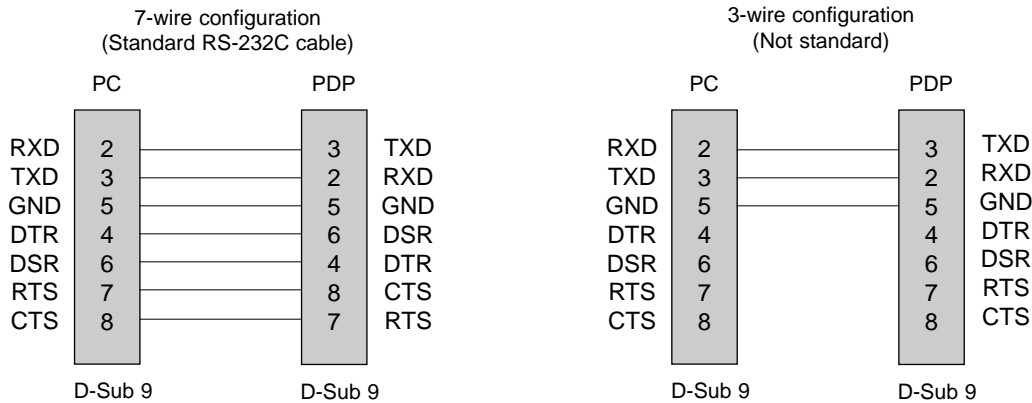 7-wire configuration
(Standard RS-232C cable)
PC PDP
RXD 2 3 TXD
TXD 3 2 RXD
GND 5 5 GND
DTR 4 6 DSR
DSR 6 4 DTR
RTS 7 8 CTS
CTS 8 7 RTS
D-Sub 9 D-Sub 9
3-wire configuration
(Not standard)
PC PDP
RXD 2 3 TXD
TXD 3 2 RXD
GND 5 5 GND
DTR 4 4 DTR
DSR 6 6 DSR
RTS 7 7 RTS
CTS 8 8 CTS
D-Sub 9 D-Sub 9